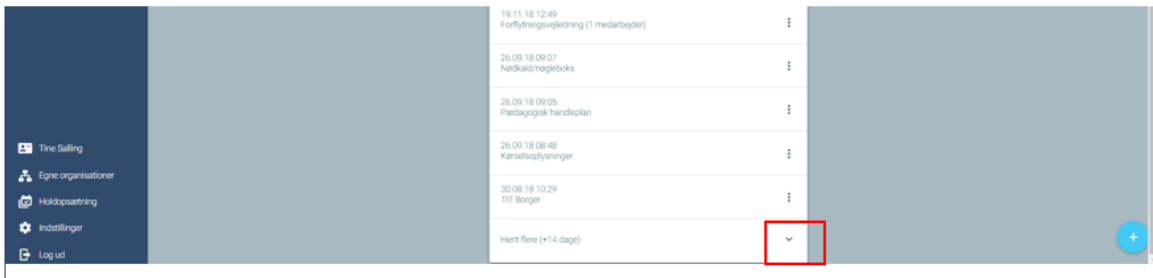 19.11.18 12:49
Forflytningsvejledning (1 medarbejder)
26.09.18 09:07
Nødkald/nøgleboks
26.09.18 09:05
Pædagogisk handleplan
26.09.18 08:48
Kørselsoplysninger
30.08.18 10:29
TIT Borger
Hent flere (+14 dage)
Tine Salling
Egne organisationer
Holdopsætning
Indstillinger
Log ud